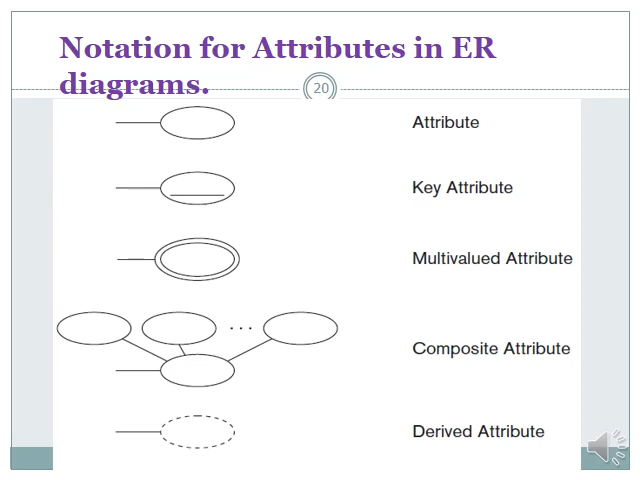 Notation for Attributes in ER
diagrams.
20
Attribute
Key Attribute
Multivalued Attribute
. . .
Composite Attribute
Derived Attribute